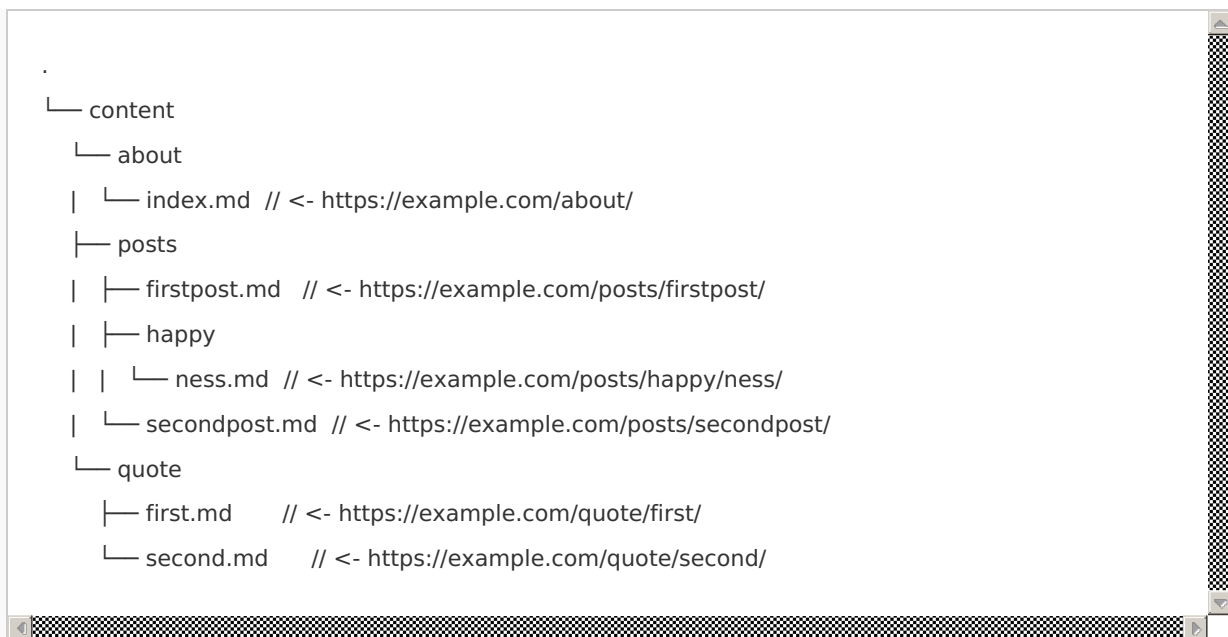 .
└── content
    └── about
    |   └── index.md  // <- https://example.com/about/
    ├── posts
    |   ├── firstpost.md   // <- https://example.com/posts/firstpost/
    |   ├── happy
    |   |   └── ness.md  // <- https://example.com/posts/happy/ness/
    |   └── secondpost.md  // <- https://example.com/posts/secondpost/
    └── quote
        ├── first.md       // <- https://example.com/quote/first/
        └── second.md      // <- https://example.com/quote/second/